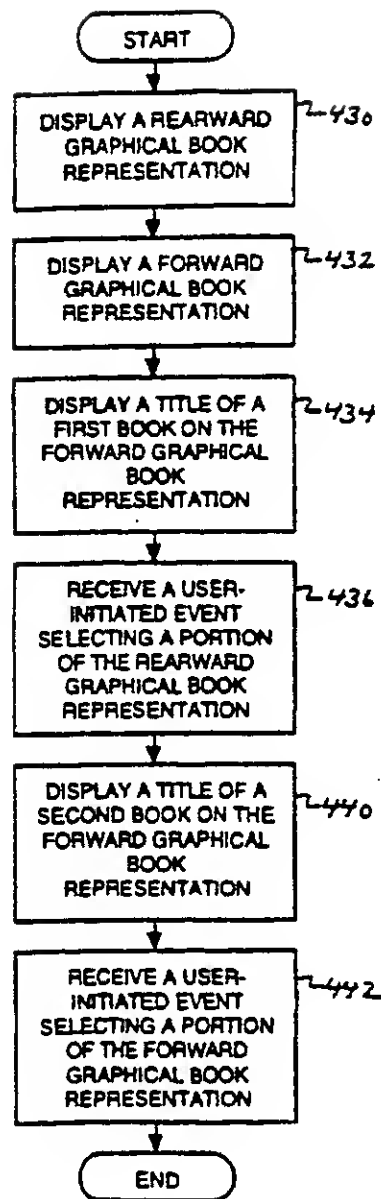 START
DISPLAY A REARWARD
GRAPHICAL BOOK
REPRESENTATION
430
DISPLAY A FORWARD
GRAPHICAL BOOK
REPRESENTATION
432
DISPLAY A TITLE OF A
FIRST BOOK ON THE
FORWARD GRAPHICAL
BOOK
REPRESENTATION
434
RECEIVE A USER-
INITIATED EVENT
SELECTING A PORTION
OF THE REARWARD
GRAPHICAL BOOK
REPRESENTATION
436
DISPLAY A TITLE OF A
SECOND BOOK ON THE
FORWARD GRAPHICAL
BOOK
REPRESENTATION
440
RECEIVE A USER-
INITIATED EVENT
SELECTING A PORTION
OF THE FORWARD
GRAPHICAL BOOK
REPRESENTATION
442
END